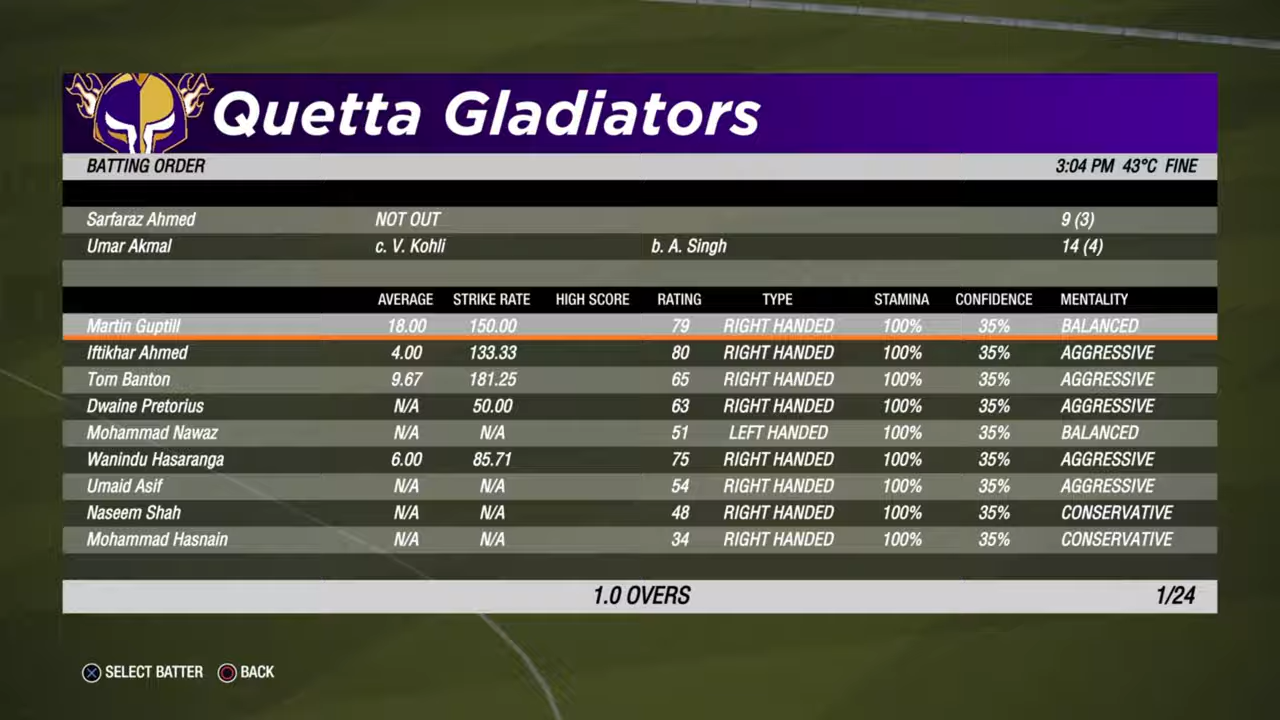 Quetta Gladiators
BATTING ORDER 3:04 PM 43°C FINE
Sarfaraz Ahmed NOT OUT 9 (3)
Umar Akmal c. V. Kohli b. A. Singh 14 (4)
AVERAGE STRIKE RATE HIGH SCORE RATING TYPE STAMINA CONFIDENCE MENTALITY
Martin Guptill 18.00 150.00 79 RIGHT HANDED 100% 35% BALANCED
Iftikhar Ahmed 4.00 133.33 80 RIGHT HANDED 100% 35% AGGRESSIVE
Tom Banton 9.67 181.25 65 RIGHT HANDED 100% 35% AGGRESSIVE
Dwaine Pretorius N/A 50.00 63 RIGHT HANDED 100% 35% AGGRESSIVE
Mohammad Nawaz N/A N/A 51 LEFT HANDED 100% 35% BALANCED
Wanindu Hasaranga 6.00 85.71 75 RIGHT HANDED 100% 35% AGGRESSIVE
Umaid Asif N/A N/A 54 RIGHT HANDED 100% 35% AGGRESSIVE
Naseem Shah N/A N/A 48 RIGHT HANDED 100% 35% CONSERVATIVE
Mohammad Hasnain N/A N/A 34 RIGHT HANDED 100% 35% CONSERVATIVE
1.0 OVERS 1/24
SELECT BATTER BACK